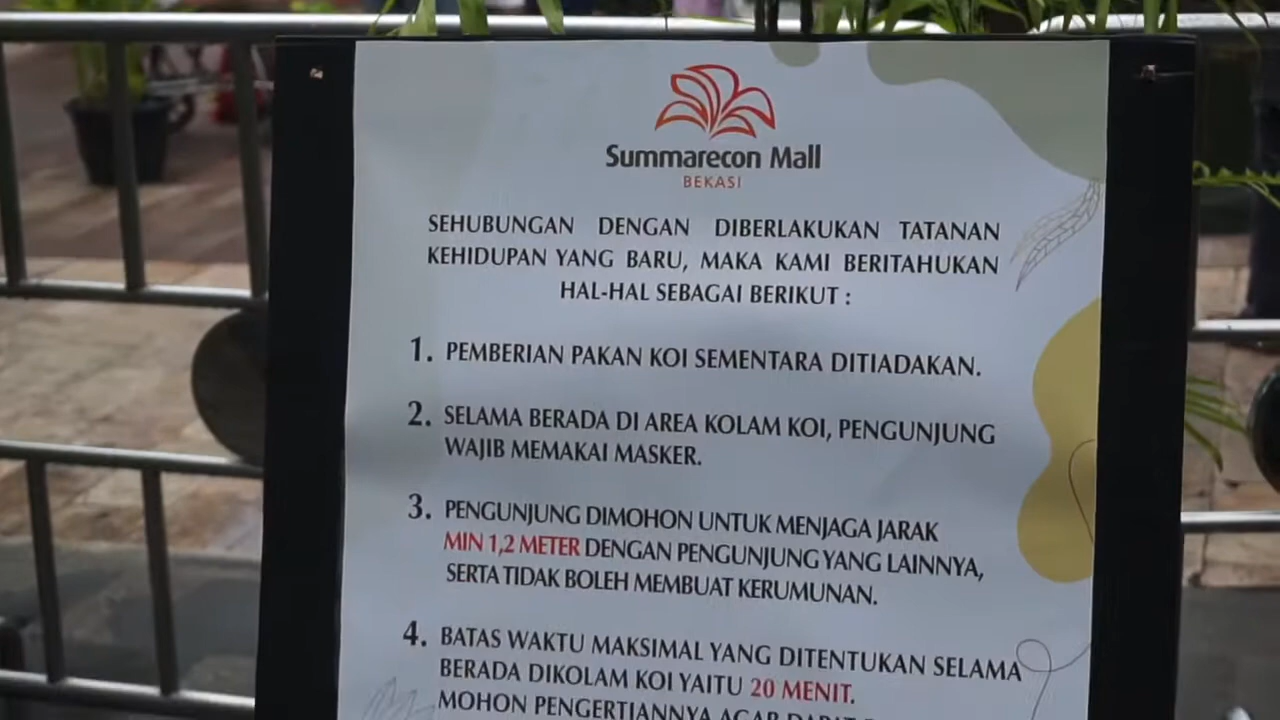 Summarecon Mall
BEKASI
SEHUBUNGAN DENGAN DIBERLAKUKAN TATANAN
KEHIDUPAN YANG BARU, MAKA KAMI BERITAHUKAN
HAL-HAL SEBAGAI BERIKUT :
1. PEMBERIAN PAKAN KOI SEMENTARA DITIADAKAN.
2. SELAMA BERADA DI AREA KOLAM KOI, PENGUNJUNG
WAJIB MEMAKAI MASKER.
3. PENGUNJUNG DIMOHON UNTUK MENJAGA JARAK
MIN 1,2 METER DENGAN PENGUNJUNG YANG LAINNYA,
SERTA TIDAK BOLEH MEMBUAT KERUMUNAN.
4. BATAS WAKTU MAKSIMAL YANG DITENTUKAN SELAMA
BERADA DIKOLAM KOI YAITU 20 MENIT.
MOHON PENGERTIANNYA AGAR DAPAT